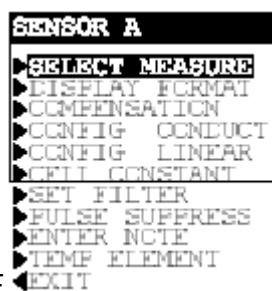 SENSOR A
SELECT MEASURE
DISPLAY FORMAT
COMPENSATION
CONFIG CONDUCT
CONFIG LINEAR
CELL CONSTANT
SET FILTER
PULSE SUPPRESS
ENTER NOTE
TEMP ELEMENT
EXIT